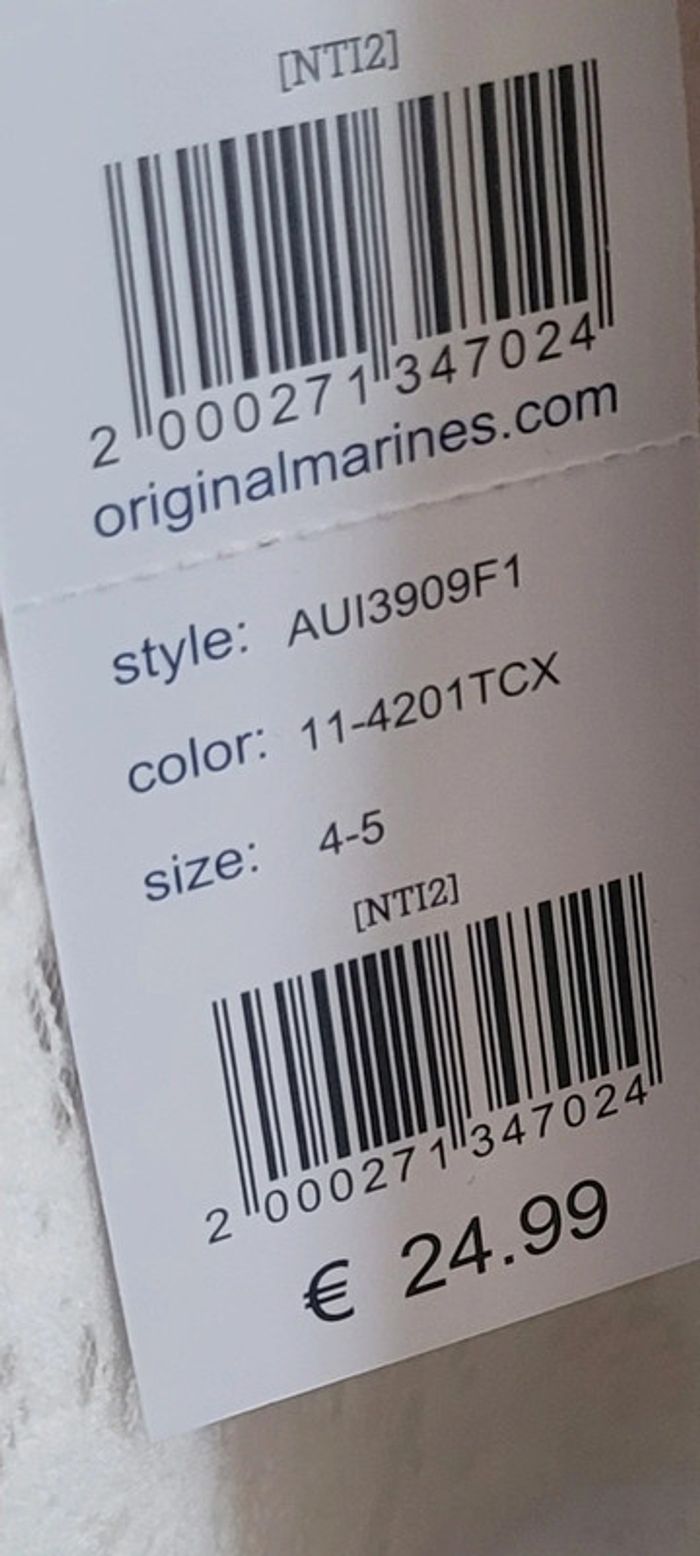 [NTI2]
2 000271 347024
originalmarines.com
style: AUI3909F1
color: 11-4201TCX
size: 4-5
[NTI2]
2 000271 347024
€ 24.99